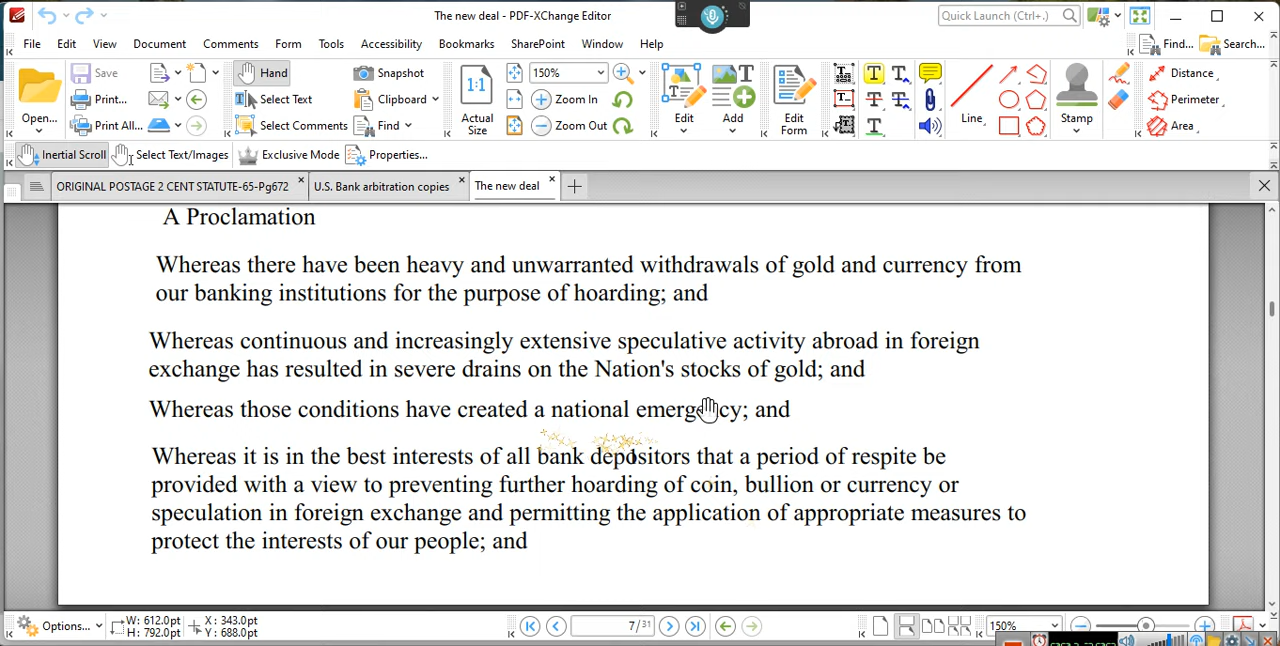 The new deal - PDF-XChange Editor
Quick Launch (Ctrl+.)
File Edit View Document Comments Form Tools Accessibility Bookmarks SharePoint Window Help
Find... Search...
Open... Save Print... Print All...
Hand Select Text Select Comments
Snapshot Clipboard Find
1:1 Actual Size
150% Zoom In Zoom Out
Edit Add Edit Form Line Stamp
Distance Perimeter Area
Inertial Scroll Select Text/Images Exclusive Mode Properties...
ORIGINAL POSTAGE 2 CENT STATUTE-65-Pg672 U.S. Bank arbitration copies The new deal
A Proclamation
Whereas there have been heavy and unwarranted withdrawals of gold and currency from
our banking institutions for the purpose of hoarding; and
Whereas continuous and increasingly extensive speculative activity abroad in foreign
exchange has resulted in severe drains on the Nation's stocks of gold; and
Whereas those conditions have created a national emergency; and
Whereas it is in the best interests of all bank depositors that a period of respite be
provided with a view to preventing further hoarding of coin, bullion or currency or
speculation in foreign exchange and permitting the application of appropriate measures to
protect the interests of our people; and
Options... W: 612.0pt X: 343.0pt
H: 792.0pt Y: 688.0pt
7/31 150%